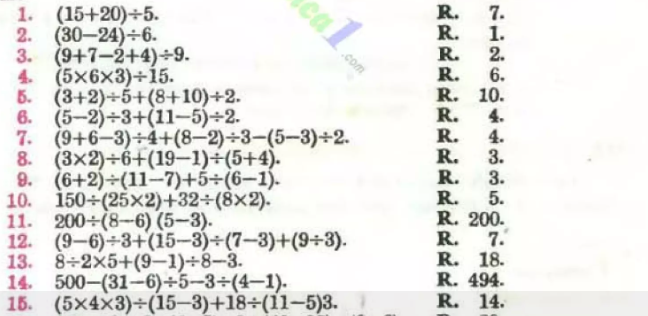 1. (15+20)÷5. R. 7.
2. (30−24)÷6. R. 1.
3. (9+7−2+4)÷9. R. 2.
4. (5×6×3)÷15. R. 6.
5. (3+2)÷5+(8+10)÷2. R. 10.
6. (5−2)÷3+(11−5)÷2. R. 4.
7. (9+6−3)÷4+(8−2)÷3−(5−3)÷2. R. 4.
8. (3×2)÷6+(19−1)÷(5+4). R. 3.
9. (6+2)÷(11−7)+5÷(6−1). R. 3.
10. 150÷(25×2)+32÷(8×2). R. 5.
11. 200÷(8−6) (5−3). R. 200.
12. (9−6)÷3+(15−3)÷(7−3)+(9÷3). R. 7.
13. 8÷2×5+(9−1)÷8−3. R. 18.
14. 500−(31−6)÷5−3÷(4−1). R. 494.
15. (5×4×3)÷(15−3)+18÷(11−5)3. R. 14.